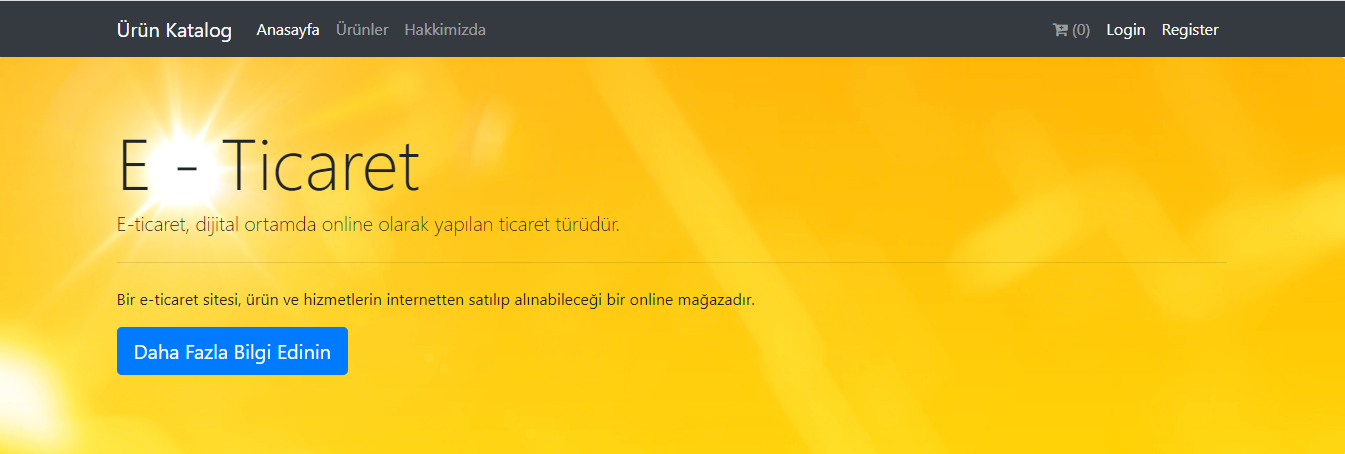 Ürün Katalog Anasayfa Ürünler Hakkimizda (0) Login Register
E - Ticaret
E-ticaret, dijital ortamda online olarak yapılan ticaret türüdür.
Bir e-ticaret sitesi, ürün ve hizmetlerin internetten satılıp alınabileceği bir online mağazadır.
Daha Fazla Bilgi Edinin